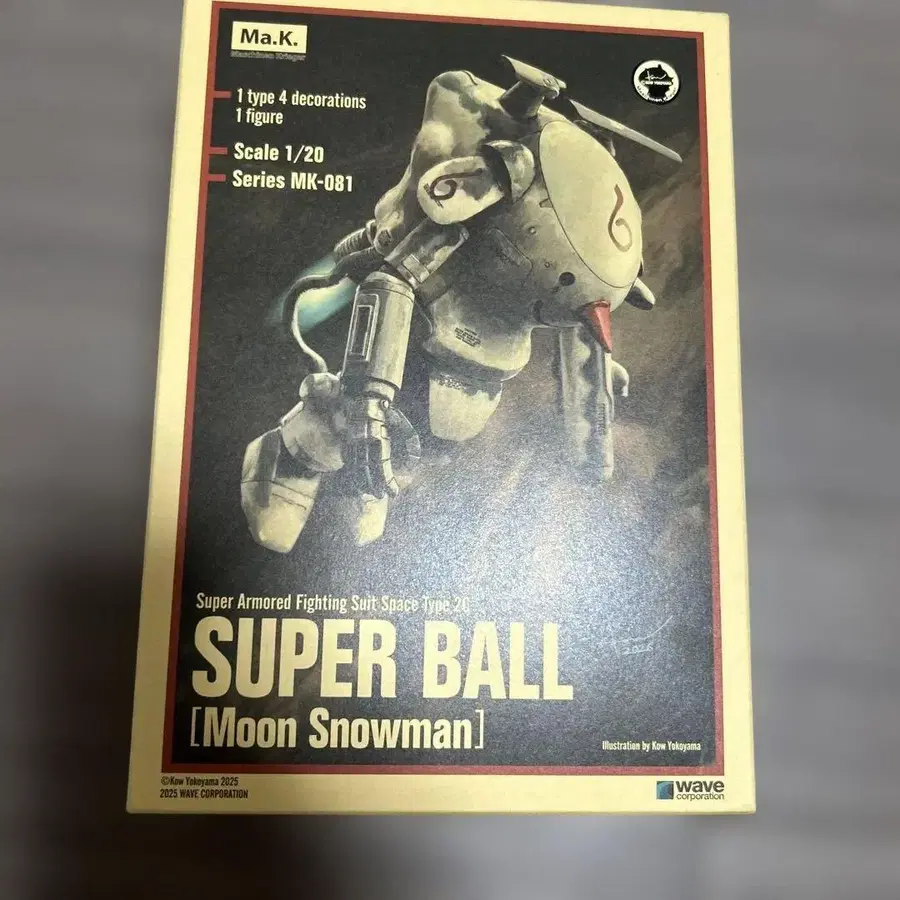 Ma.K.
Maschinen Krieger
1 type 4 decorations
1 figure
Scale 1/20
Series MK-081
6
6
Super Armored Fighting Suit Space Type 2C
SUPER BALL
[Moon Snowman]
2025
Illustration by Kow Yokoyama
©Kow Yokoyama 2025
2025 WAVE CORPORATION
wave
corporation